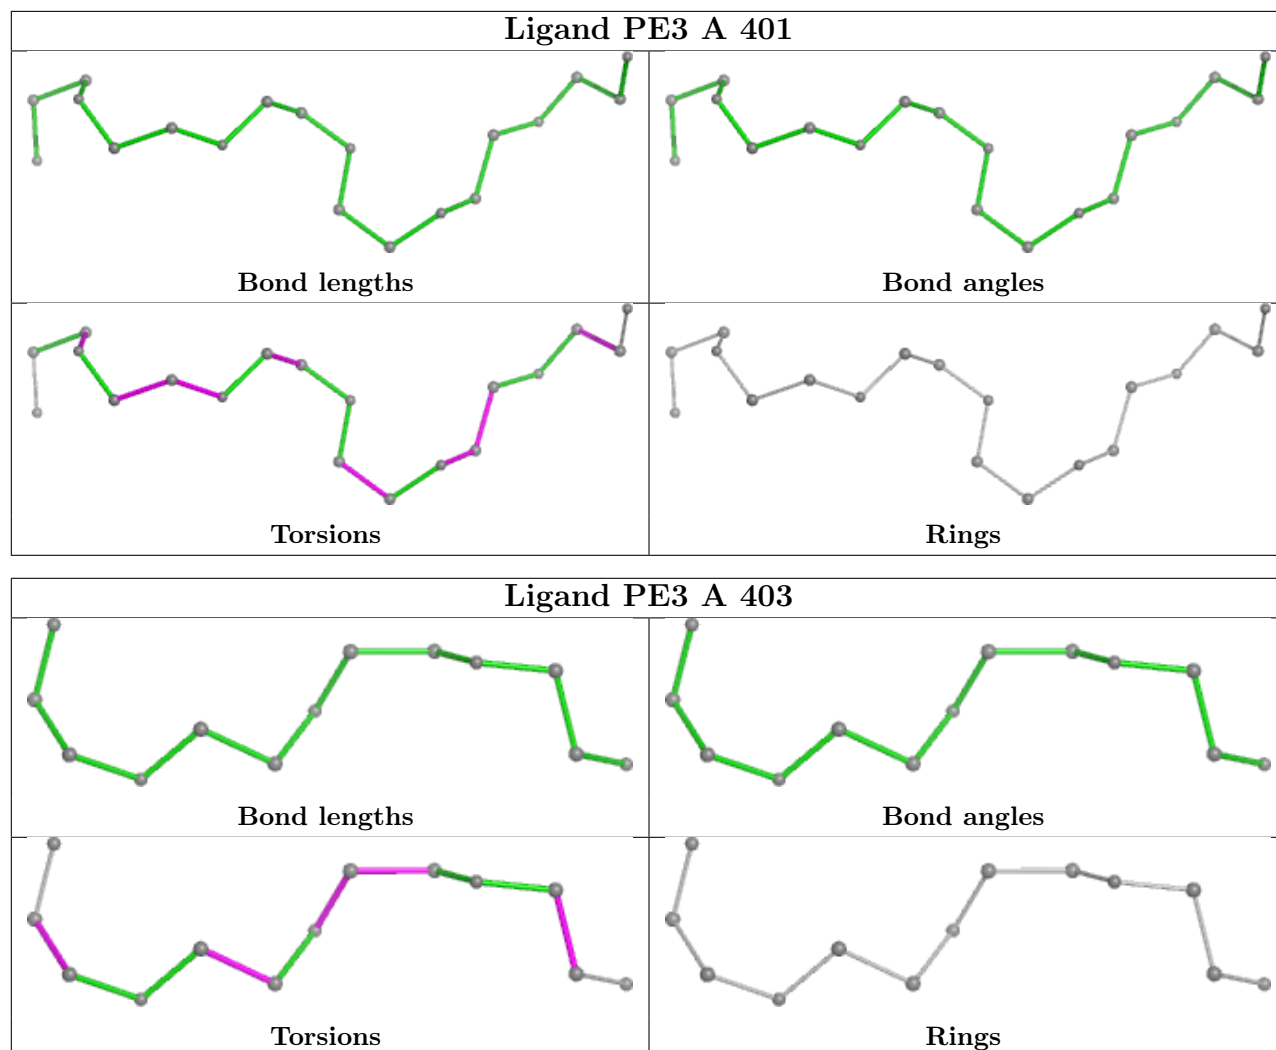 Ligand PE3 A 401
Bond lengths
Bond angles
Torsions
Rings
Ligand PE3 A 403
Bond lengths
Bond angles
Torsions
Rings